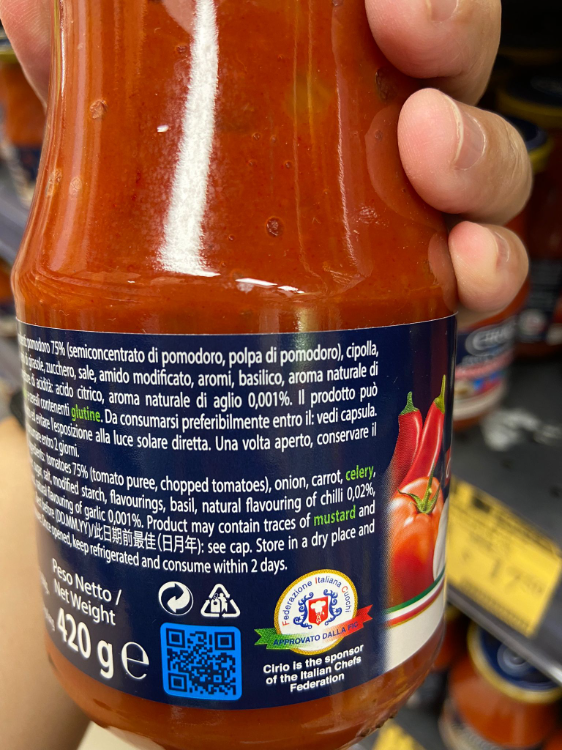 pomodoro 75% (semiconcentrato di pomodoro, polpa di pomodoro), cipolla,
di girasole, zucchero, sale, amido modificato, aromi, basilico, aroma naturale di
di acidità: acido citrico, aroma naturale di aglio 0,001%. Il prodotto può
contenenti glutine. Da consumarsi preferibilmente entro il: vedi capsula.
ed evitare l'esposizione alla luce solare diretta. Una volta aperto, conservare il
entro 2 giorni.
tomatoes 75% (tomato puree, chopped tomatoes), onion, carrot, celery,
salt, modified starch, flavourings, basil, natural flavouring of chilli 0,02%,
flavouring of garlic 0,001%. Product may contain traces of mustard and
before (DD.MM.YY)/此日期前最佳(日月年): see cap. Store in a dry place and
opened, keep refrigerated and consume within 2 days.
Peso Netto /
Net Weight
420 g e
Federazione Italiana Cuochi
APPROVATO DALLA FIC
Cirio is the sponsor
of the Italian Chefs
Federation